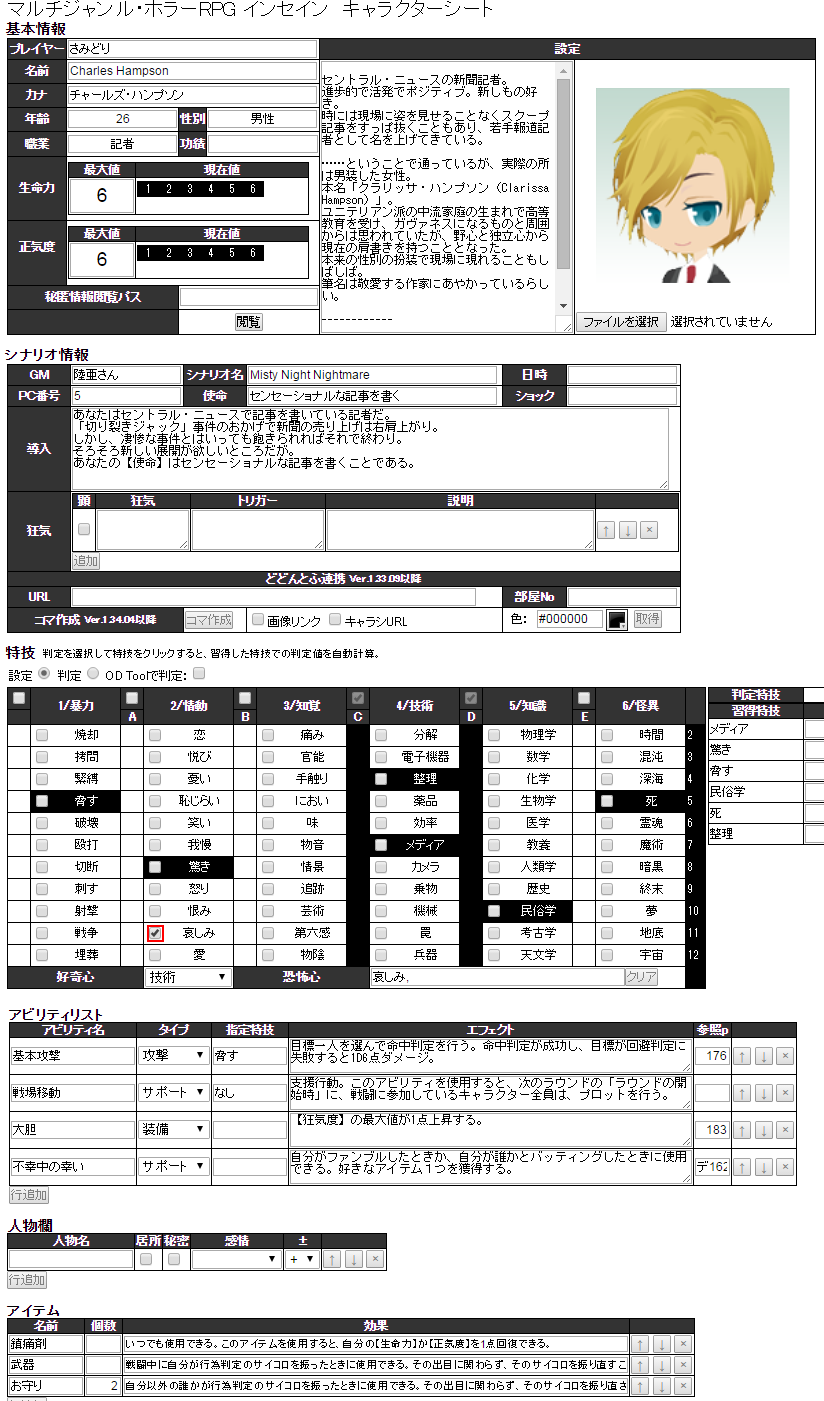 マルチジャンル・ホラーRPG インセイン　キャラクターシート
基本情報
プレイヤー さみどり 設定
名前 Charles Hampson
カナ チャールズ・ハンプソン
年齢 26 性別 男性
職業 記者 功績
生命力 最大値 現在値
6 1 2 3 4 5 6
正気度 最大値 現在値
6 1 2 3 4 5 6
秘匿情報閲覧パス
閲覧
セントラル・ニュースの新聞記者。
進歩的で活発でポジティブ。新しもの好
き。
時には現場に姿を見せることなくスクープ
記事をすっぱ抜くこともあり、若手報道記
者として名を上げてきている。
……ということで通っているが、実際の所
は男装した女性。
本名「クラリッサ・ハンプソン（Clarissa
Hampson）」。
ユニテリアン派の中流家庭の生まれで高等
教育を受け、ガヴァネスになるものと周囲
からは思われていたが、野心と独立心から
現在の肩書きを持つこととなった。
本来の性別の扮装で現場に現れることもし
ばしば。
筆名は敬愛する作家にあやかっているらし
い。
------------
ファイルを選択 選択されていません
シナリオ情報
GM 陸亜さん シナリオ名 Misty Night Nightmare 日時
PC番号 5 使命 センセーショナルな記事を書く ショック
導入
あなたはセントラル・ニュースで記事を書いている記者だ。
「切り裂きジャック」事件のおかげで新聞の売り上げは右肩上がり。
しかし、凄惨な事件とはいっても飽きられればそれで終わり。
そろそろ新しい展開が欲しいところだが。
あなたの【使命】はセンセーショナルな記事を書くことである。
狂気 顕 狂気 トリガー 説明
↑ ↓ ×
追加
どどんとふ連携 Ver.1.33.09以降
URL 部屋No
コマ作成 Ver.1.34.04以降 コマ作成 画像リンク キャラシURL 色: #000000 取得
特技 判定を選択して特技をクリックすると、習得した特技での判定値を自動計算。
設定 判定 OD Toolで判定:
1/暴力 A 2/情動 B 3/知覚 C 4/技術 D 5/知識 E 6/怪異
焼却 恋 痛み 分解 物理学 時間 2
拷問 悦び 官能 電子機器 数学 混沌 3
緊縛 憂い 手触り 整理 化学 深海 4
脅す 恥じらい におい 薬品 生物学 死 5
破壊 笑い 味 効率 医学 霊魂 6
殴打 我慢 物音 メディア 教義 魔術 7
切断 驚き 情景 カメラ 人類学 暗黒 8
刺す 怒り 追跡 乗物 歴史 終末 9
射撃 恨み 芸術 機械 民俗学 夢 10
戦争 哀しみ 第六感 罠 考古学 地底 11
埋葬 愛 物陰 兵器 天文学 宇宙 12
好奇心 技術 恐怖心 哀しみ, クリア
判定特技
習得特技
メディア
驚き
脅す
民俗学
死
整理
アビリティリスト
アビリティ名 タイプ 指定特技 エフェクト 参照p
基本攻撃 攻撃 脅す 目標一人を選んで命中判定を行う。命中判定が成功し、目標が回避判定に
失敗すると1D6点ダメージ。 176 ↑ ↓ ×
戦場移動 サポート なし 支援行動。このアビリティを使用すると、次のラウンドの「ラウンドの開
始時」に、戦闘に参加しているキャラクター全員は、プロットを行う。 ↑ ↓ ×
大胆 装備 【狂気度】の最大値が1点上昇する。 183 ↑ ↓ ×
不幸中の幸い サポート 自分がファンブルしたときか、自分が誰かとバッティングしたときに使用
できる。好きなアイテム１つを獲得する。 デ162 ↑ ↓ ×
行追加
人物欄
人物名 居所 秘密 感情 ±
+ ↑ ↓ ×
行追加
アイテム
名前 個数 効果
鎮痛剤 いつでも使用できる。このアイテムを使用すると、自分の【生命力】か【正気度】を1点回復できる。 ↑ ↓ ×
武器 戦闘中に自分が行為判定のサイコロを振ったときに使用できる。その出目に関わらず、そのサイコロを振り直すこ ↑ ↓ ×
お守り 2 自分以外の誰かが行為判定のサイコロを振ったときに使用できる。その出目に関わらず、そのサイコロを振り直さ ↑ ↓ ×